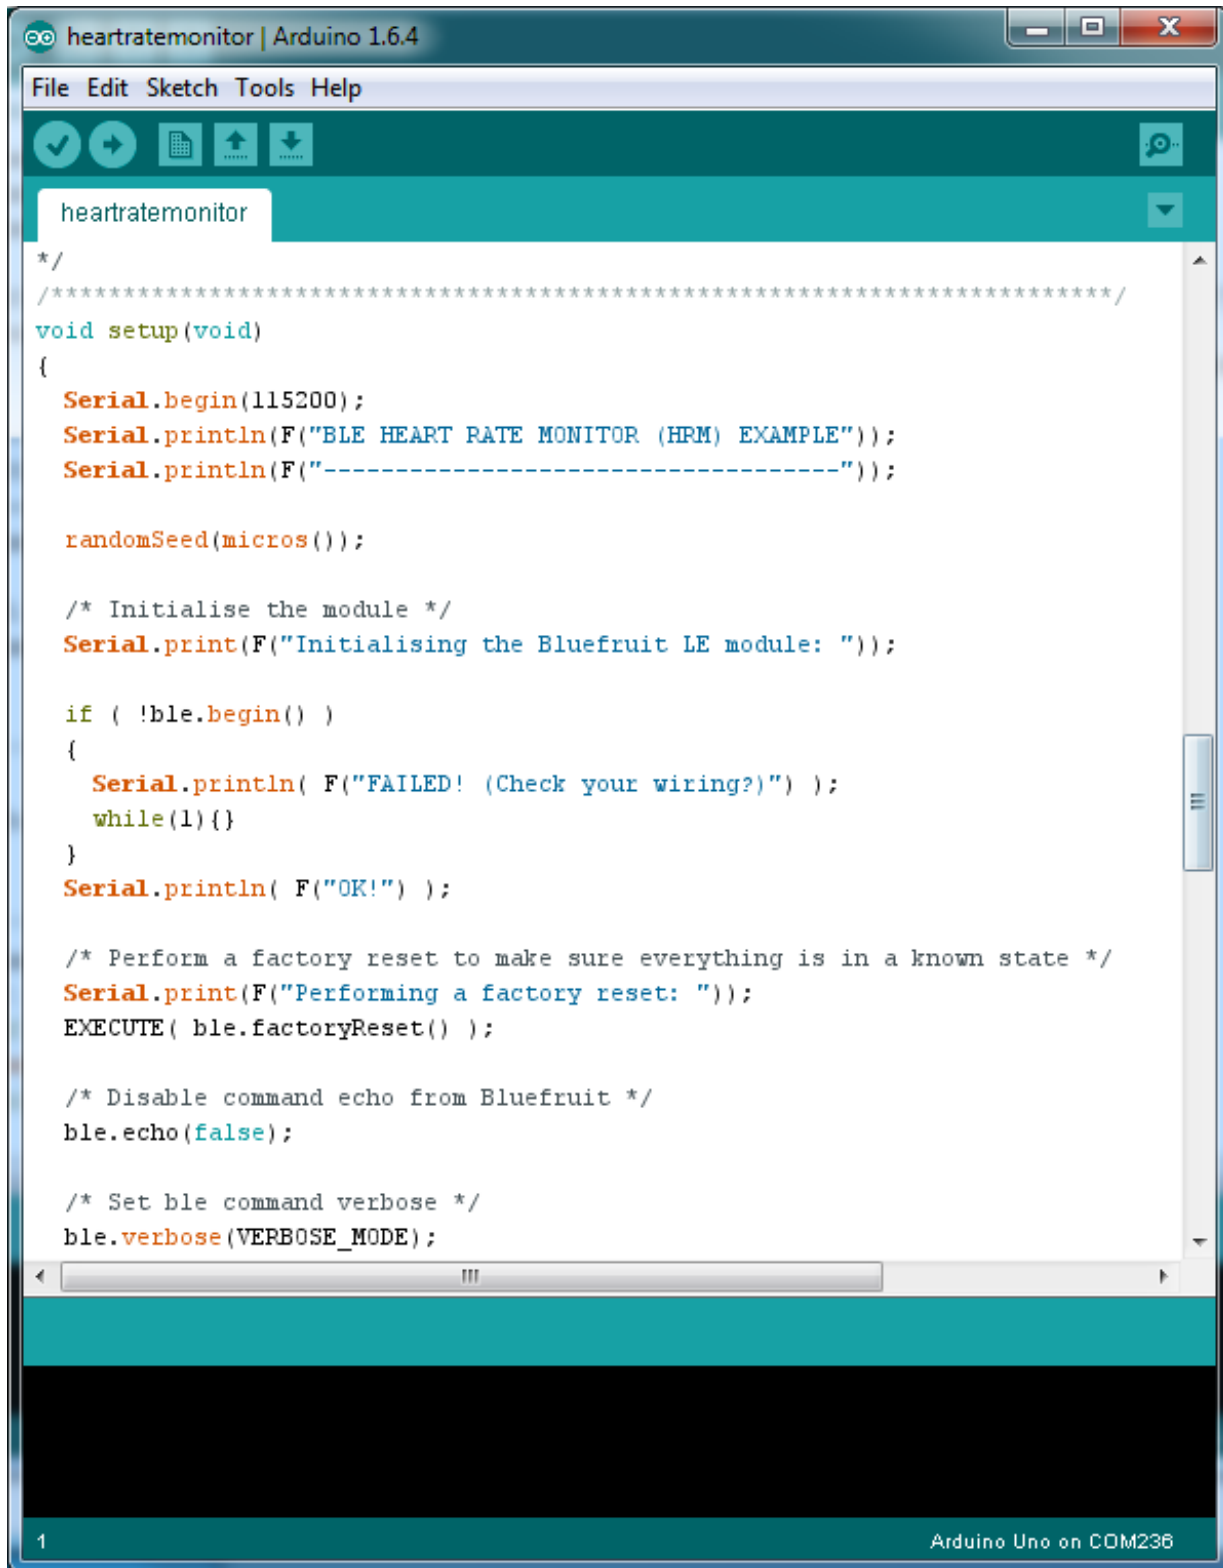 heartratemonitor | Arduino 1.6.4
File Edit Sketch Tools Help
heartratemonitor
*/
/**************************************************************************/
void setup(void)
{
  Serial.begin(115200);
  Serial.println(F("BLE HEART RATE MONITOR (HRM) EXAMPLE"));
  Serial.println(F("------------------------------------"));

  randomSeed(micros());

  /* Initialise the module */
  Serial.print(F("Initialising the Bluefruit LE module: "));

  if ( !ble.begin() )
  {
    Serial.println( F("FAILED! (Check your wiring?)") );
    while(1){}
  }
  Serial.println( F("OK!") );

  /* Perform a factory reset to make sure everything is in a known state */
  Serial.print(F("Performing a factory reset: "));
  EXECUTE( ble.factoryReset() );

  /* Disable command echo from Bluefruit */
  ble.echo(false);

  /* Set ble command verbose */
  ble.verbose(VERBOSE_MODE);
1
Arduino Uno on COM236